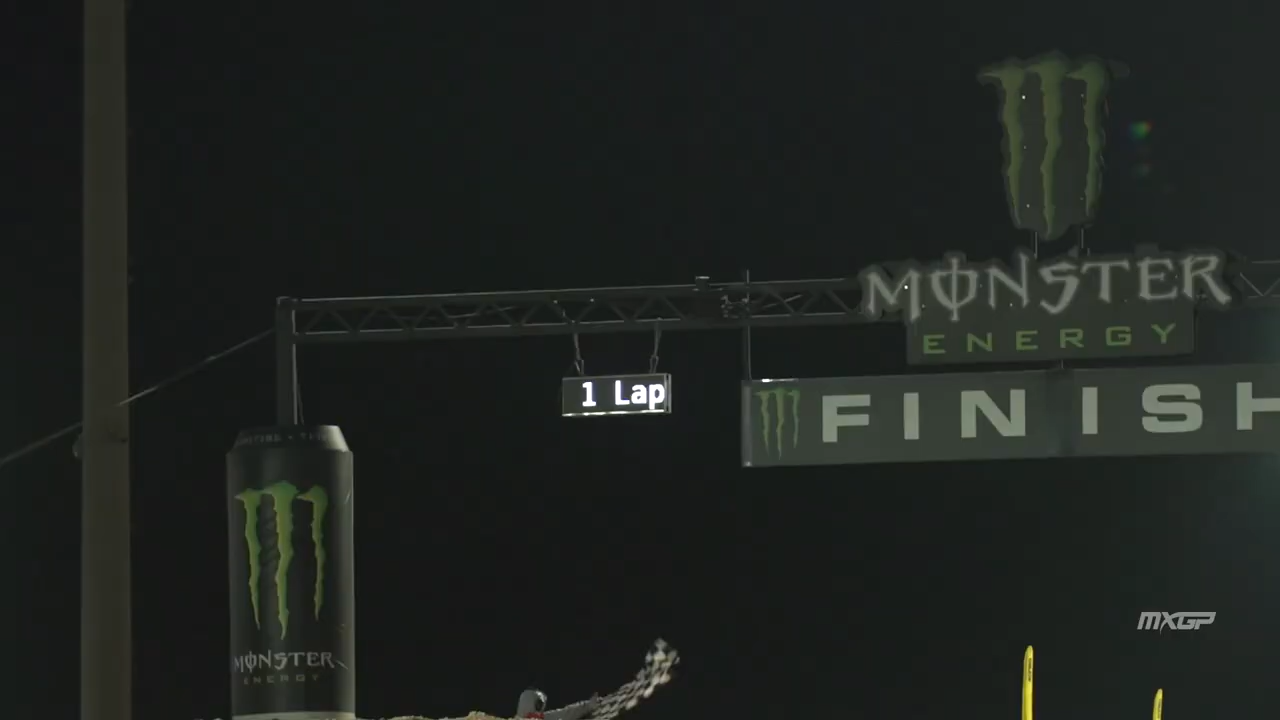 MONSTER
ENERGY
1 Lap
FINISH
MONSTER
ENERGY
MXGP